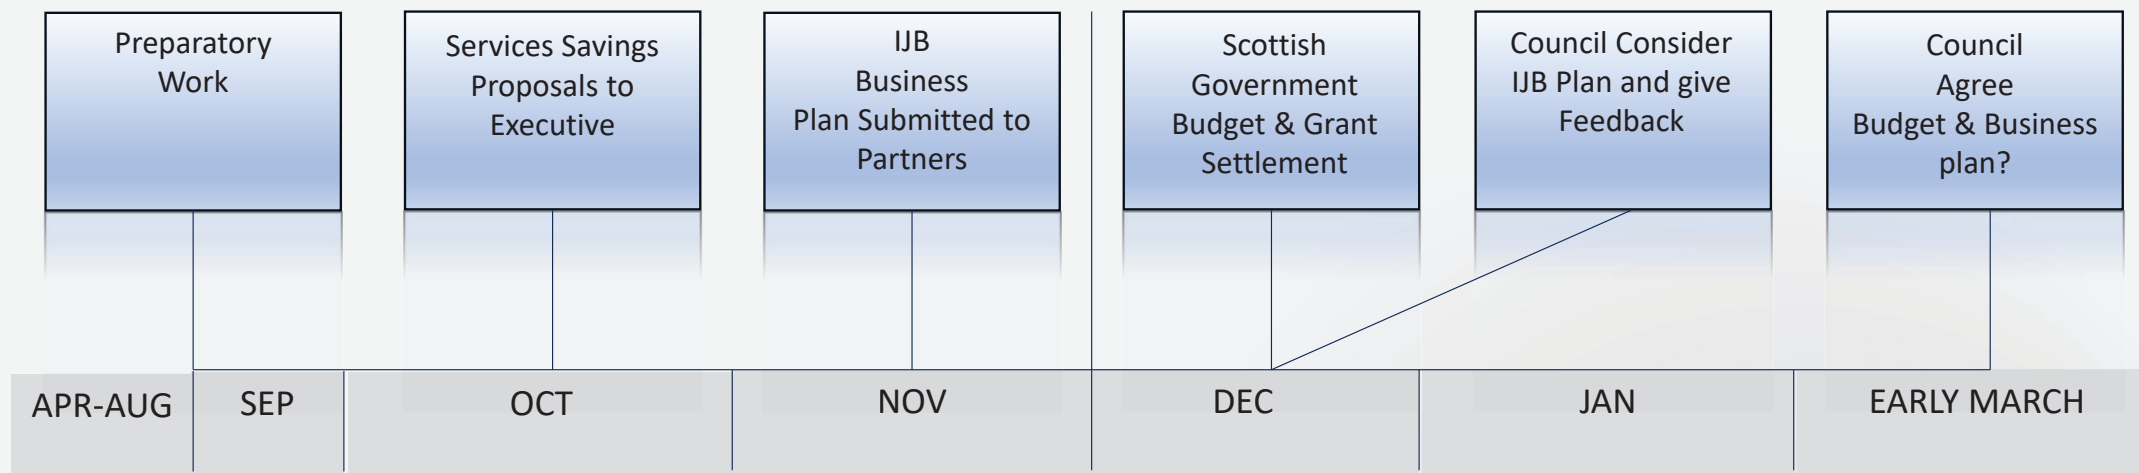 Preparatory
Work
Services Savings
Proposals to
Executive
IJB
Business
Plan Submitted to
Partners
Scottish
Government
Budget & Grant
Settlement
Council Consider
IJB Plan and give
Feedback
Council
Agree
Budget & Business
plan?
APR-AUG
SEP
OCT
NOV
DEC
JAN
EARLY MARCH